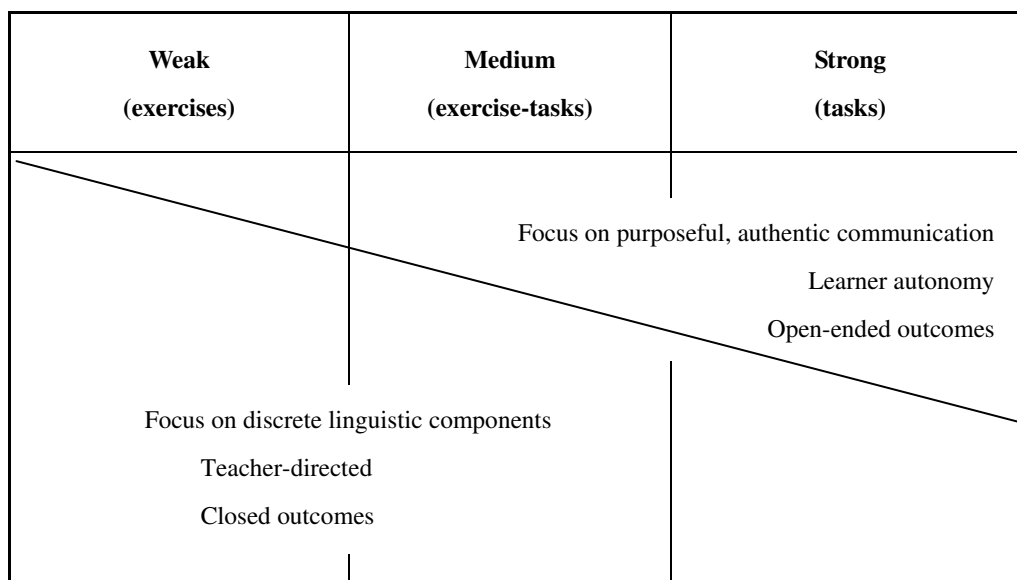 Weak
(exercises)
Medium
(exercise-tasks)
Strong
(tasks)
Focus on purposeful, authentic communication
Learner autonomy
Open-ended outcomes
Focus on discrete linguistic components
Teacher-directed
Closed outcomes